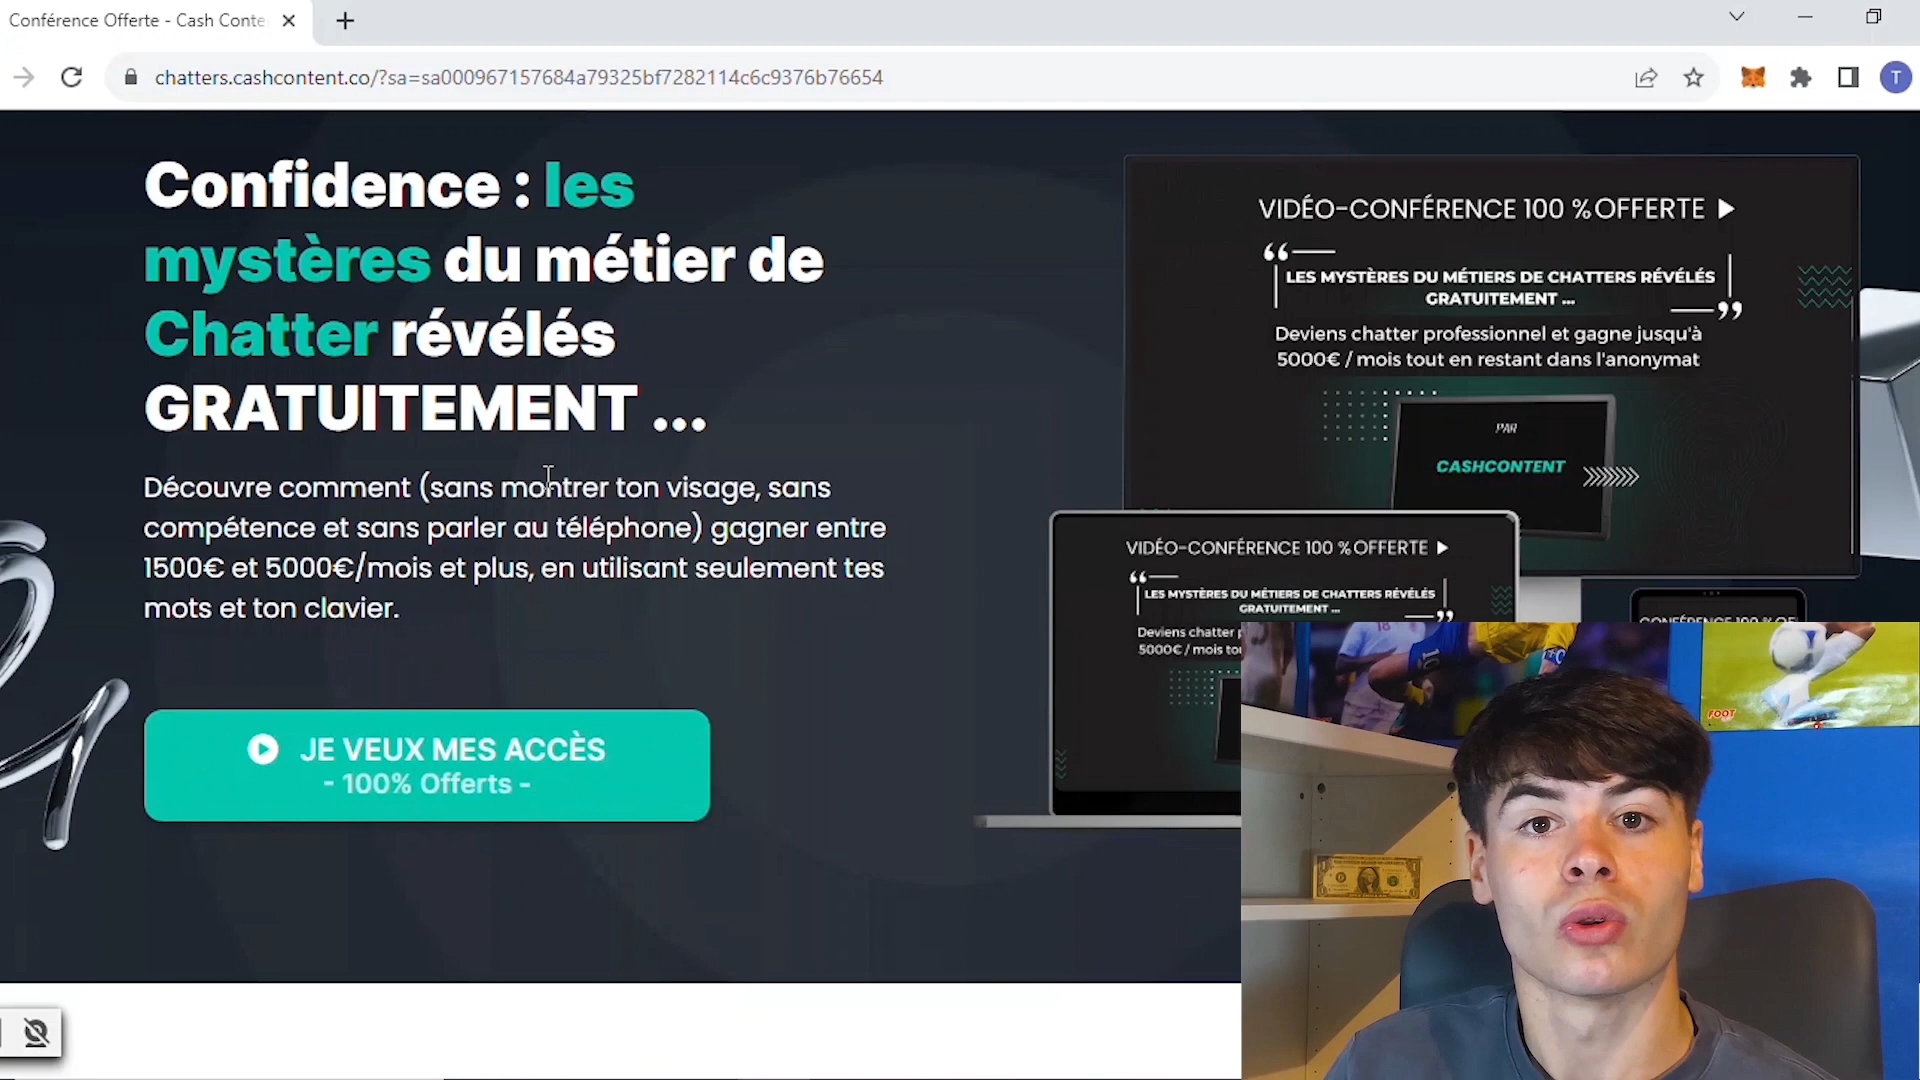 Conférence Offerte - Cash Conte
chatters.cashcontent.co/?sa=sa000967157684a79325bf7282114c6c9376b76654
T
Confidence : les
mystères du métier de
Chatter révélés
GRATUITEMENT ...
Découvre comment (sans montrer ton visage, sans
compétence et sans parler au téléphone) gagner entre
1500€ et 5000€/mois et plus, en utilisant seulement tes
mots et ton clavier.
JE VEUX MES ACCÈS
- 100% Offerts -
VIDÉO-CONFÉRENCE 100 % OFFERTE
“ LES MYSTÈRES DU MÉTIERS DE CHATTERS RÉVÉLÉS
GRATUITEMENT ... ”
Deviens chatter professionnel et gagne jusqu'à
5000€ / mois tout en restant dans l'anonymat
PAR
CASHCONTENT
VIDÉO-CONFÉRENCE 100 % OFFERTE
“ LES MYSTÈRES DU MÉTIERS DE CHATTERS RÉVÉLÉS
GRATUITEMENT ... ”
Deviens chatter
5000€ / mois
CONFÉRENCE 100 %
10
FOOT